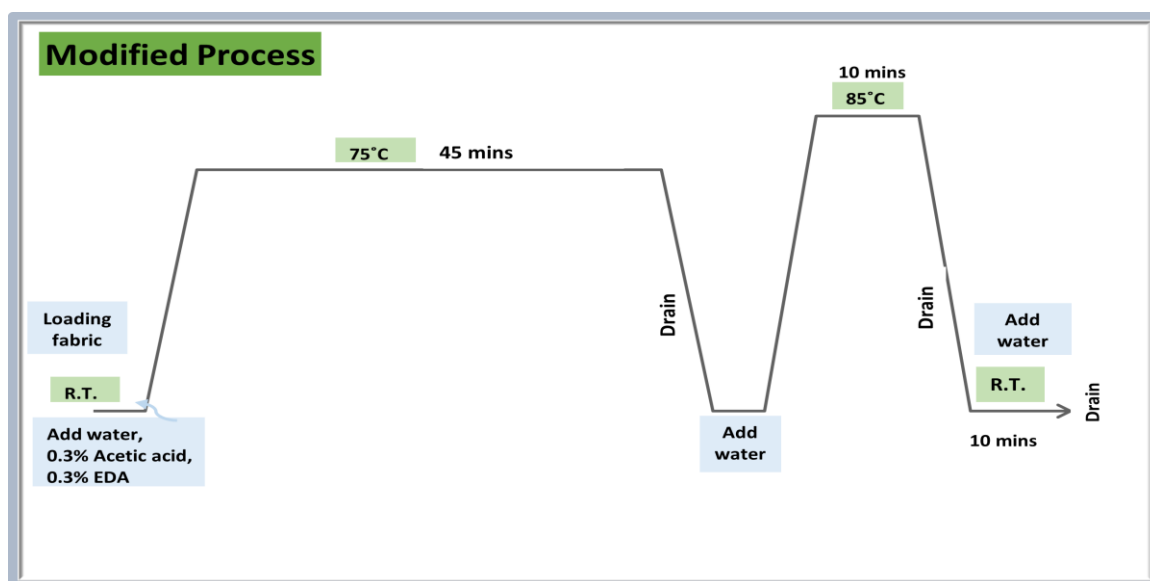 Modified Process
10 mins
85˚C
75˚C 45 mins
Loading
fabric
R.T.
Add water,
0.3% Acetic acid,
0.3% EDA
Drain
Add
water
Drain
Add
water
R.T.
10 mins
Drain